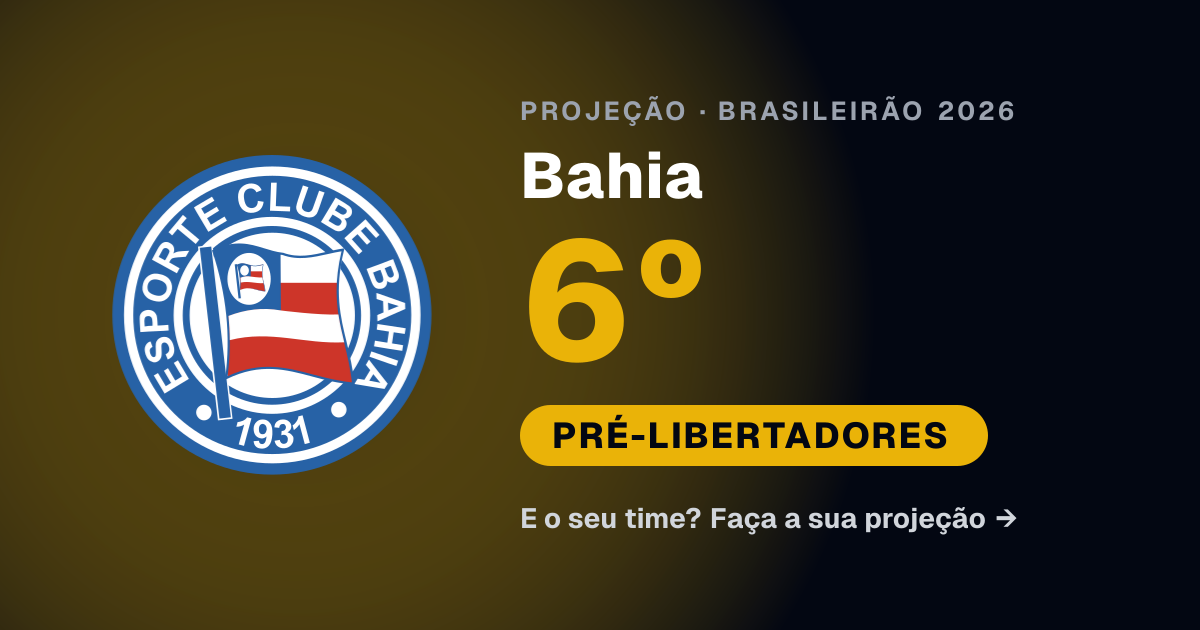 ESPORTE CLUBE BAHIA
1931
PROJEÇÃO · BRASILEIRÃO 2026
Bahia
6º
PRÉ-LIBERTADORES
E o seu time? Faça a sua projeção →